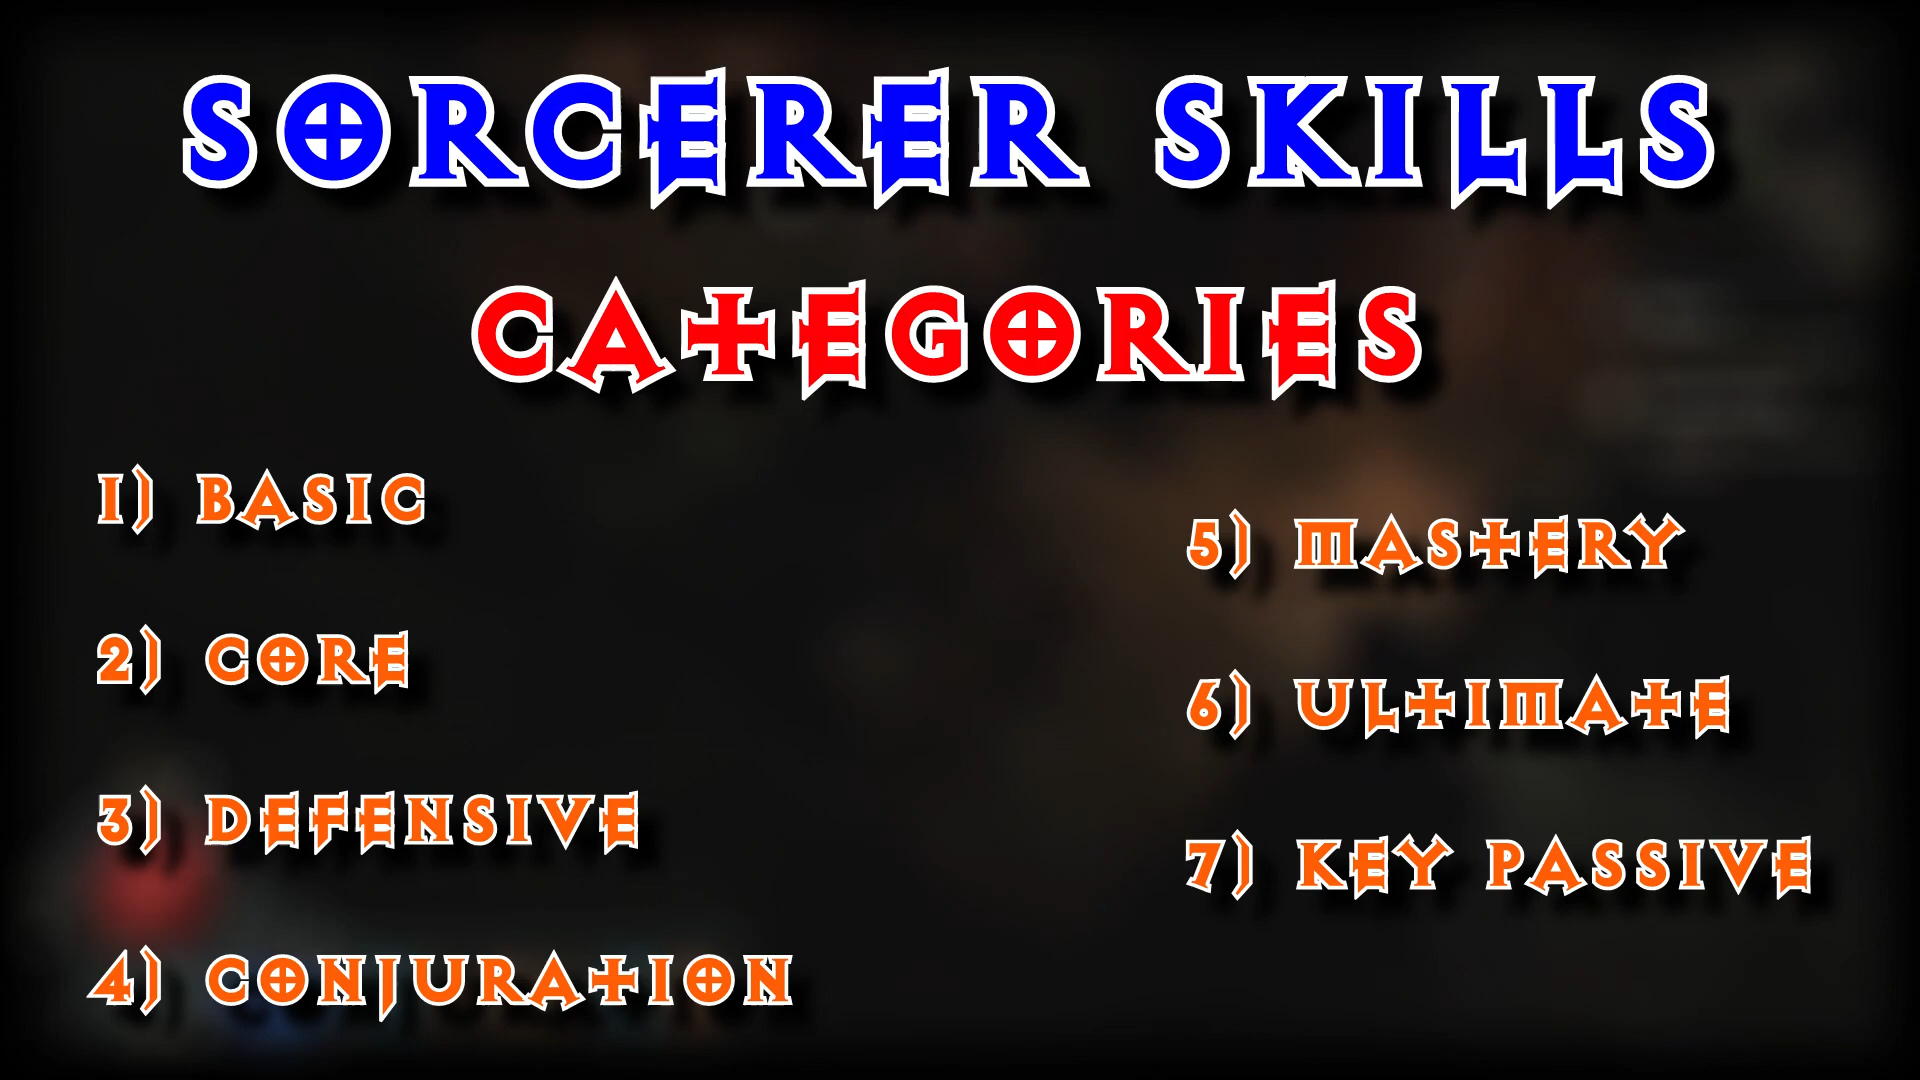 SORCERER SKILLS
CATEGORIES
1) BASIC
2) CORE
3) DEFENSIVE
4) CONJURATION
5) MASTERY
6) ULTIMATE
7) KEY PASSIVE